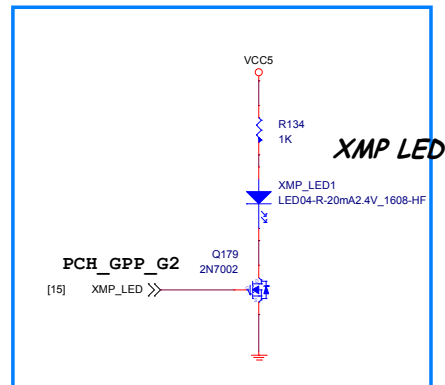 VCC5
R134
1K
XMP LED
XMP_LED1
LED04-R-20mA2.4V_1608-HF
Q179
2N7002
PCH_GPP_G2
[15] XMP_LED